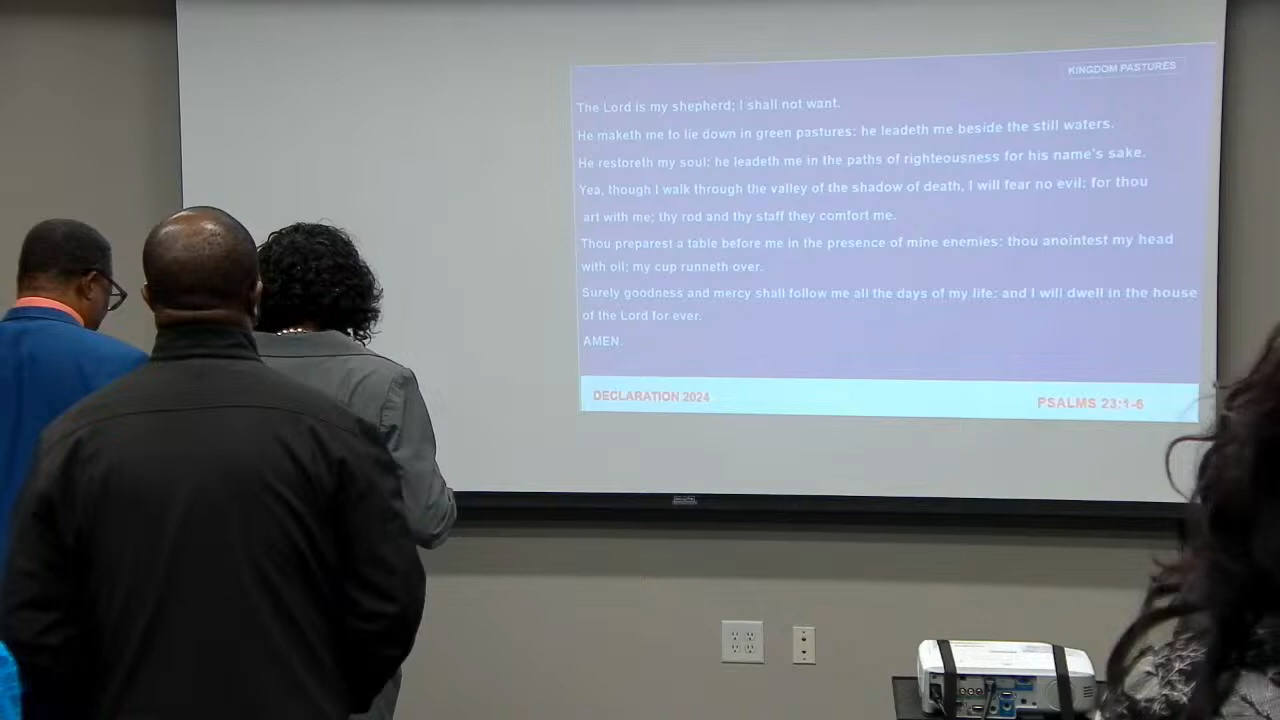 KINGDOM PASTURES
The Lord is my shepherd; I shall not want.
He maketh me to lie down in green pastures: he leadeth me beside the still waters.
He restoreth my soul: he leadeth me in the paths of righteousness for his name's sake.
Yea, though I walk through the valley of the shadow of death, I will fear no evil: for thou
art with me; thy rod and thy staff they comfort me.
Thou preparest a table before me in the presence of mine enemies: thou anointest my head
with oil; my cup runneth over.
Surely goodness and mercy shall follow me all the days of my life: and I will dwell in the house
of the Lord for ever.
AMEN.
DECLARATION 2024
PSALMS 23:1-6